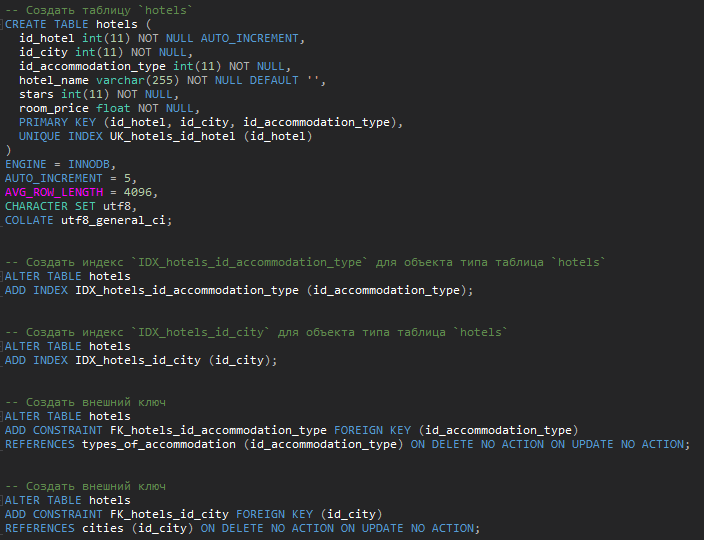 -- Создать таблицу `hotels`
CREATE TABLE hotels (
  id_hotel int(11) NOT NULL AUTO_INCREMENT,
  id_city int(11) NOT NULL,
  id_accommodation_type int(11) NOT NULL,
  hotel_name varchar(255) NOT NULL DEFAULT '',
  stars int(11) NOT NULL,
  room_price float NOT NULL,
  PRIMARY KEY (id_hotel, id_city, id_accommodation_type),
  UNIQUE INDEX UK_hotels_id_hotel (id_hotel)
)
ENGINE = INNODB,
AUTO_INCREMENT = 5,
AVG_ROW_LENGTH = 4096,
CHARACTER SET utf8,
COLLATE utf8_general_ci;

-- Создать индекс `IDX_hotels_id_accommodation_type` для объекта типа таблица `hotels`
ALTER TABLE hotels
ADD INDEX IDX_hotels_id_accommodation_type (id_accommodation_type);

-- Создать индекс `IDX_hotels_id_city` для объекта типа таблица `hotels`
ALTER TABLE hotels
ADD INDEX IDX_hotels_id_city (id_city);

-- Создать внешний ключ
ALTER TABLE hotels
ADD CONSTRAINT FK_hotels_id_accommodation_type FOREIGN KEY (id_accommodation_type)
REFERENCES types_of_accommodation (id_accommodation_type) ON DELETE NO ACTION ON UPDATE NO ACTION;

-- Создать внешний ключ
ALTER TABLE hotels
ADD CONSTRAINT FK_hotels_id_city FOREIGN KEY (id_city)
REFERENCES cities (id_city) ON DELETE NO ACTION ON UPDATE NO ACTION;